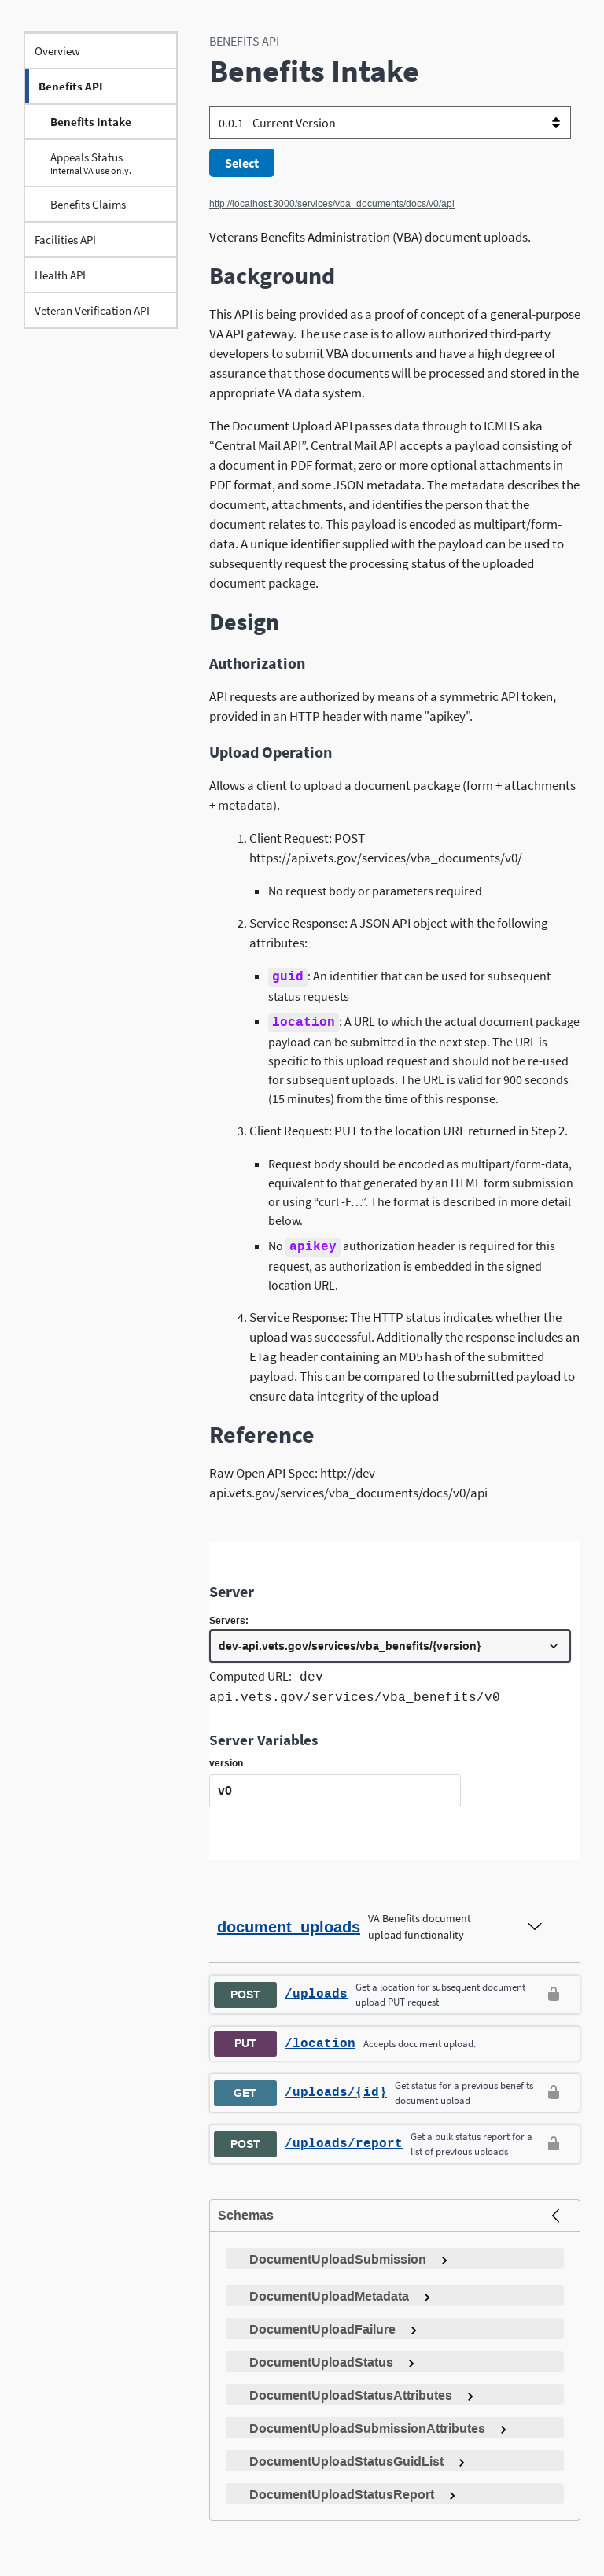 Overview
Benefits API
Benefits Intake
Appeals Status
Internal VA use only.
Benefits Claims
Facilities API
Health API
Veteran Verification API
BENEFITS API
Benefits Intake
0.0.1 - Current Version
Select
http://localhost:3000/services/vba_documents/docs/v0/api
Veterans Benefits Administration (VBA) document uploads.
Background
This API is being provided as a proof of concept of a general-purpose
VA API gateway. The use case is to allow authorized third-party
developers to submit VBA documents and have a high degree of
assurance that those documents will be processed and stored in the
appropriate VA data system.
The Document Upload API passes data through to ICMHS aka
“Central Mail API”. Central Mail API accepts a payload consisting of
a document in PDF format, zero or more optional attachments in
PDF format, and some JSON metadata. The metadata describes the
document, attachments, and identifies the person that the
document relates to. This payload is encoded as multipart/form-
data. A unique identifier supplied with the payload can be used to
subsequently request the processing status of the uploaded
document package.
Design
Authorization
API requests are authorized by means of a symmetric API token,
provided in an HTTP header with name "apikey".
Upload Operation
Allows a client to upload a document package (form + attachments
+ metadata).
1. Client Request: POST
https://api.vets.gov/services/vba_documents/v0/
▪ No request body or parameters required
2. Service Response: A JSON API object with the following
attributes:
▪ guid : An identifier that can be used for subsequent
status requests
▪ location : A URL to which the actual document package
payload can be submitted in the next step. The URL is
specific to this upload request and should not be re-used
for subsequent uploads. The URL is valid for 900 seconds
(15 minutes) from the time of this response.
3. Client Request: PUT to the location URL returned in Step 2.
▪ Request body should be encoded as multipart/form-data,
equivalent to that generated by an HTML form submission
or using “curl -F…”. The format is described in more detail
below.
▪ No apikey authorization header is required for this
request, as authorization is embedded in the signed
location URL.
4. Service Response: The HTTP status indicates whether the
upload was successful. Additionally the response includes an
ETag header containing an MD5 hash of the submitted
payload. This can be compared to the submitted payload to
ensure data integrity of the upload
Reference
Raw Open API Spec: http://dev-
api.vets.gov/services/vba_documents/docs/v0/api
Server
Servers:
dev-api.vets.gov/services/vba_benefits/{version}
Computed URL: dev-
api.vets.gov/services/vba_benefits/v0
Server Variables
version
v0
document_uploads
VA Benefits document
upload functionality
POST /uploads
Get a location for subsequent document
upload PUT request
PUT /location Accepts document upload.
GET /uploads/{id}
Get status for a previous benefits
document upload
POST /uploads/report
Get a bulk status report for a
list of previous uploads
Schemas
DocumentUploadSubmission
DocumentUploadMetadata
DocumentUploadFailure
DocumentUploadStatus
DocumentUploadStatusAttributes
DocumentUploadSubmissionAttributes
DocumentUploadStatusGuidList
DocumentUploadStatusReport